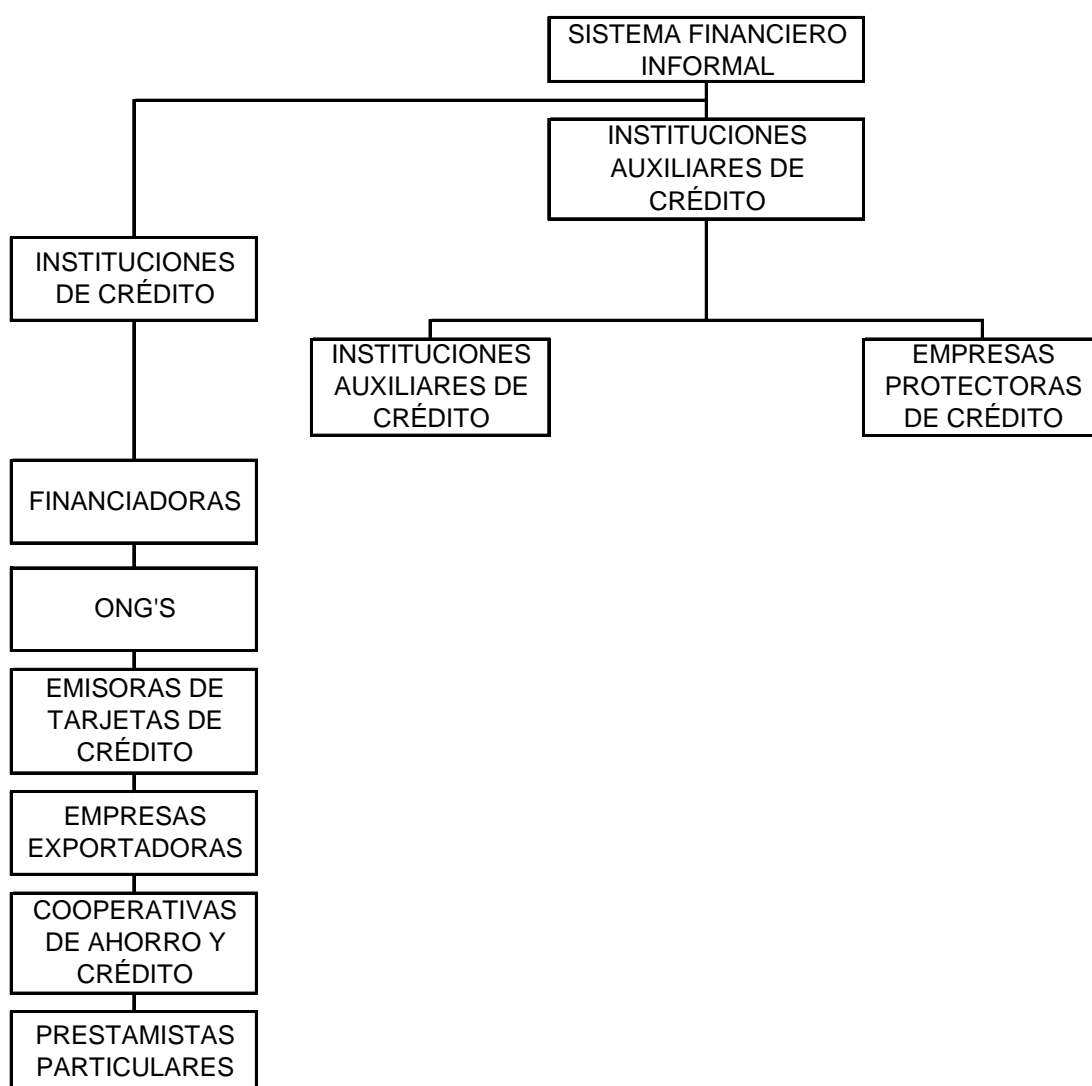 SISTEMA FINANCIERO
INFORMAL
INSTITUCIONES
AUXILIARES DE
CRÉDITO
INSTITUCIONES
DE CRÉDITO
INSTITUCIONES
AUXILIARES DE
CRÉDITO
EMPRESAS
PROTECTORAS
DE CRÉDITO
FINANCIADORAS
ONG'S
EMISORAS DE
TARJETAS DE
CRÉDITO
EMPRESAS
EXPORTADORAS
COOPERATIVAS
DE AHORRO Y
CRÉDITO
PRESTAMISTAS
PARTICULARES